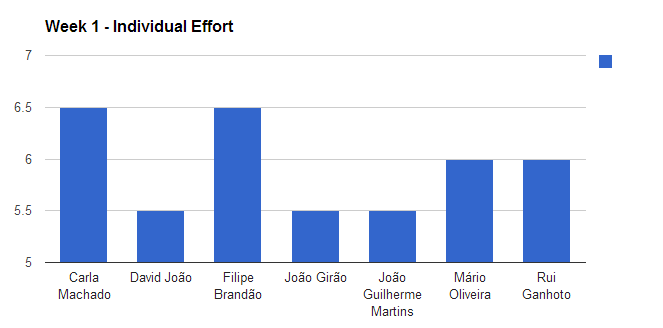 Week 1 - Individual Effort
7
6.5
6
5.5
5
Carla
Machado
David João
Filipe
Brandão
João Girão
João
Guilherme
Martins
Mário
Oliveira
Rui
Ganhoto